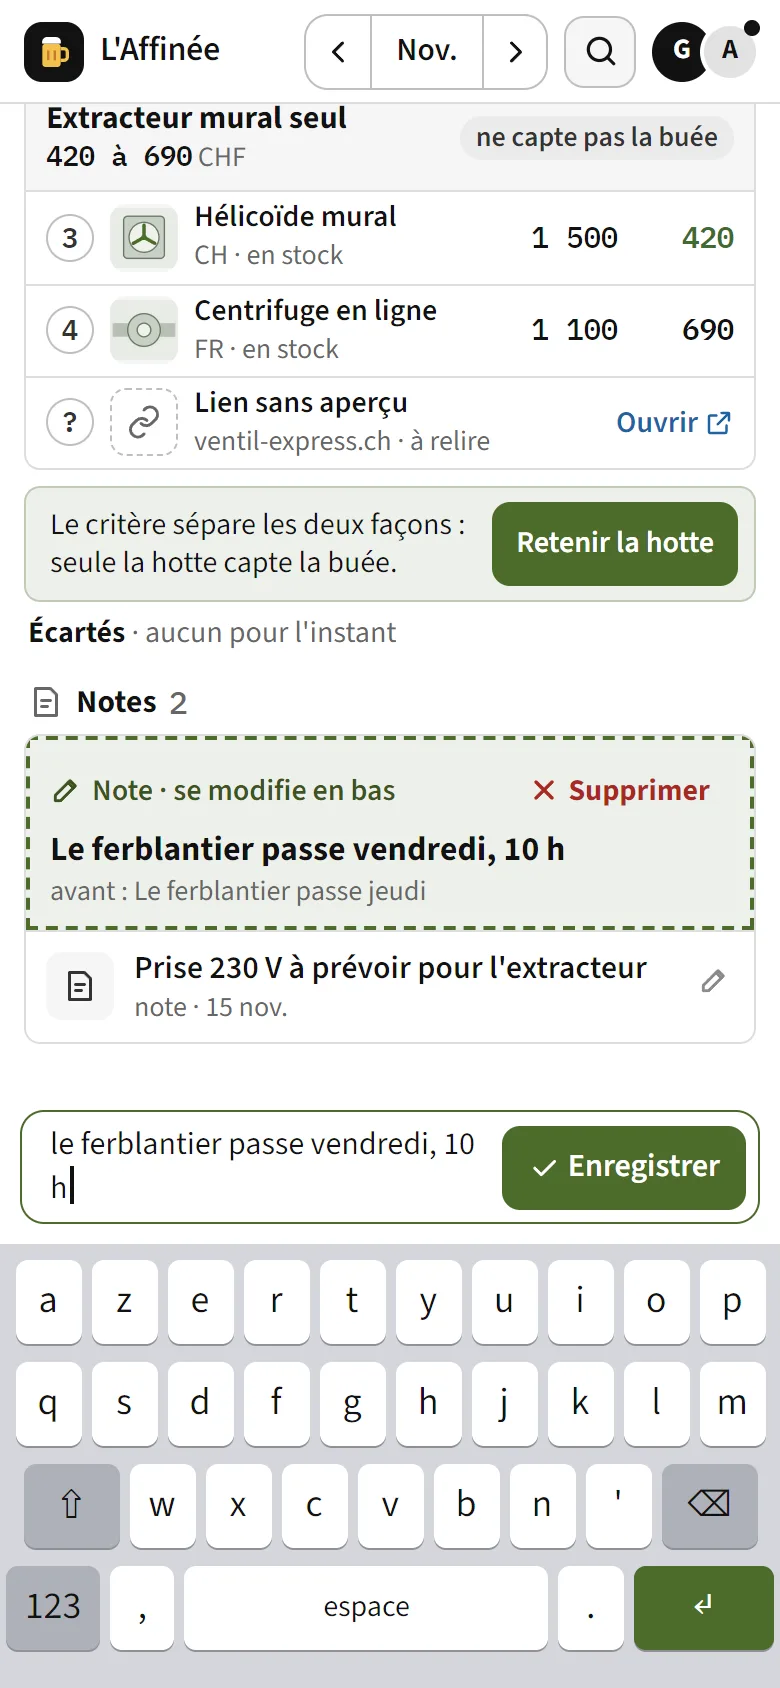 L'Affinée
Nov.
G
A
Extracteur mural seul
420 à 690 CHF
ne capte pas la buée
3
Hélicoïde mural
CH · en stock
1 500
420
4
Centrifuge en ligne
FR · en stock
1 100
690
?
Lien sans aperçu
ventil-express.ch · à relire
Ouvrir
Le critère sépare les deux façons :
seule la hotte capte la buée.
Retenir la hotte
Écartés · aucun pour l'instant
Notes 2
Note · se modifie en bas
Supprimer
Le ferblantier passe vendredi, 10 h
avant : Le ferblantier passe jeudi
Prise 230 V à prévoir pour l'extracteur
note · 15 nov.
le ferblantier passe vendredi, 10
h
Enregistrer
a z e r t y u i o p
q s d f g h j k l m
⇧ w x c v b n ' ⌫
123 , espace . ↵